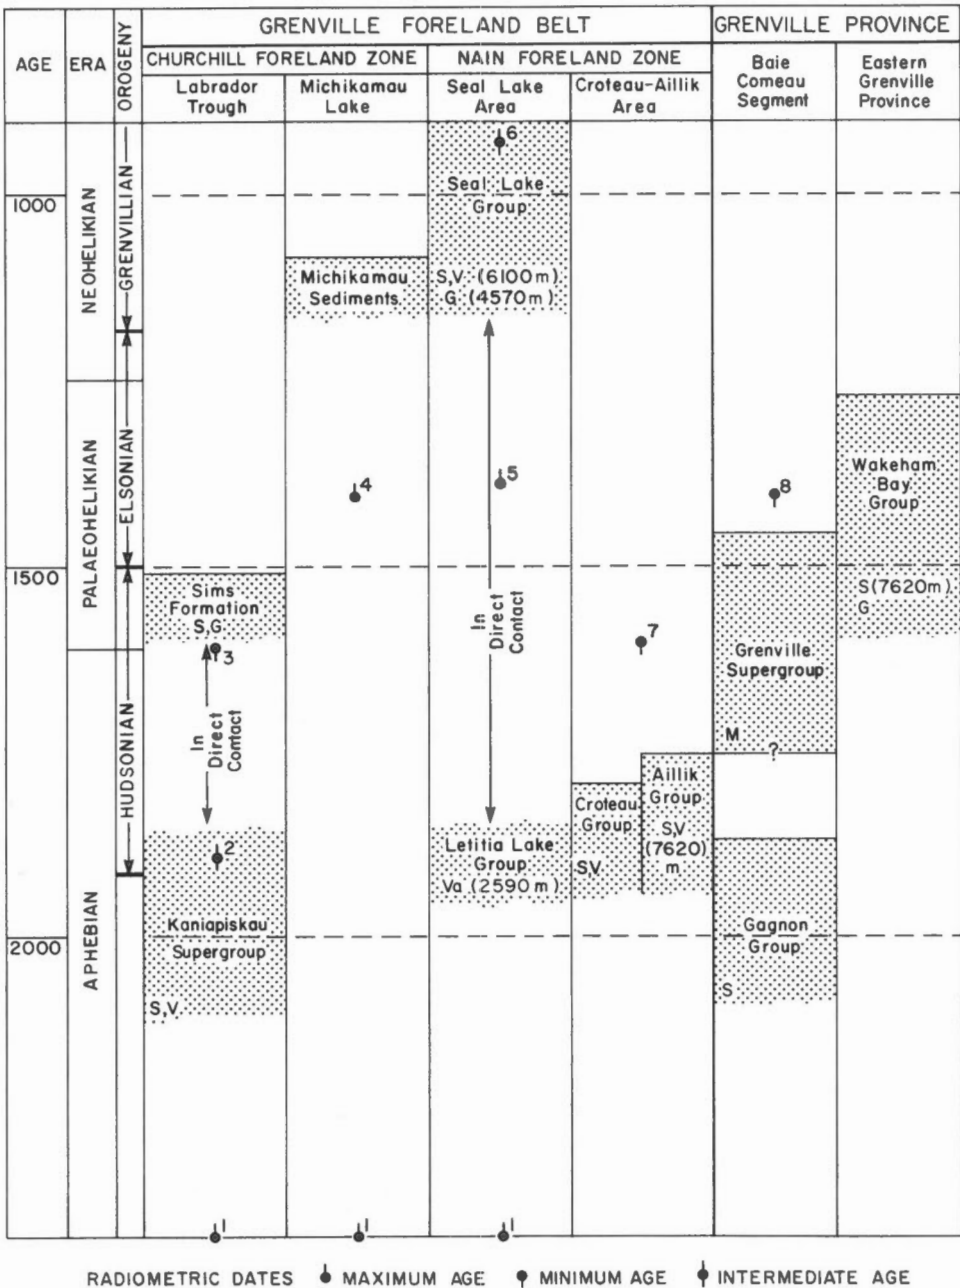 GRENVILLE FORELAND BELT
GRENVILLE PROVINCE
AGE
ERA
OROGENY
CHURCHILL FORELAND ZONE
NAIN FORELAND ZONE
Baie
Comeau
Segment
Eastern
Grenville
Province
Labrador
Trough
Michikamau
Lake
Seal Lake
Area
Croteau-Aillik
Area
1000
1500
2000
NEOHELIKIAN
PALAEOHELIKIAN
APHEBIAN
GRENVILLIAN
ELSONIAN
HUDSONIAN
Sims
Formation
S,G
3
In
Direct
Contact
2
Kaniapiskau
Supergroup
S,V
1
Michikamau
Sediments
4
1
6
Seal Lake
Group
S,V (6100m)
G (4570m)
5
In
Direct
Contact
Letitia Lake
Group
Va (2590m)
1
7
Croteau
Group
S,V
Aillik
Group
S,V
(7620)
m
8
Grenville
Supergroup
M
?
Gagnon
Group
S
Wakeham
Bay
Group
S(7620m)
G
RADIOMETRIC DATES MAXIMUM AGE MINIMUM AGE INTERMEDIATE AGE